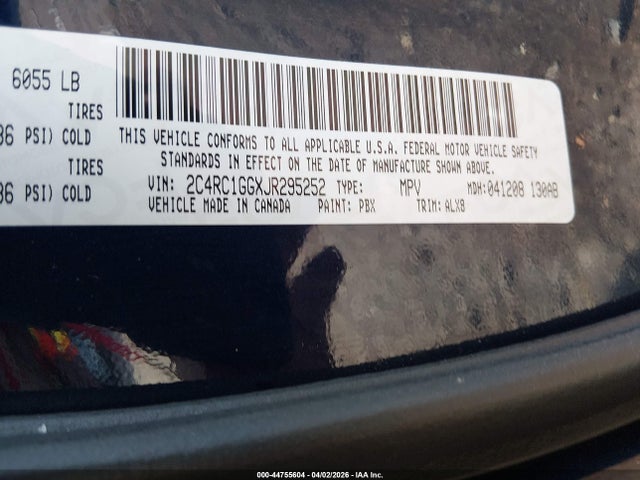 6055 LB
TIRES
36 PSI) COLD
TIRES
36 PSI) COLD
THIS VEHICLE CONFORMS TO ALL APPLICABLE U.S.A. FEDERAL MOTOR VEHICLE SAFETY
STANDARDS IN EFFECT ON THE DATE OF MANUFACTURE SHOWN ABOVE.
VIN: 2C4RC1GGXJR295252 TYPE: MPV MDH: 041208 130AB
VEHICLE MADE IN CANADA PAINT: PBX TRIM: ALX8
000-44755604 - 04/02/2026 - IAA Inc.